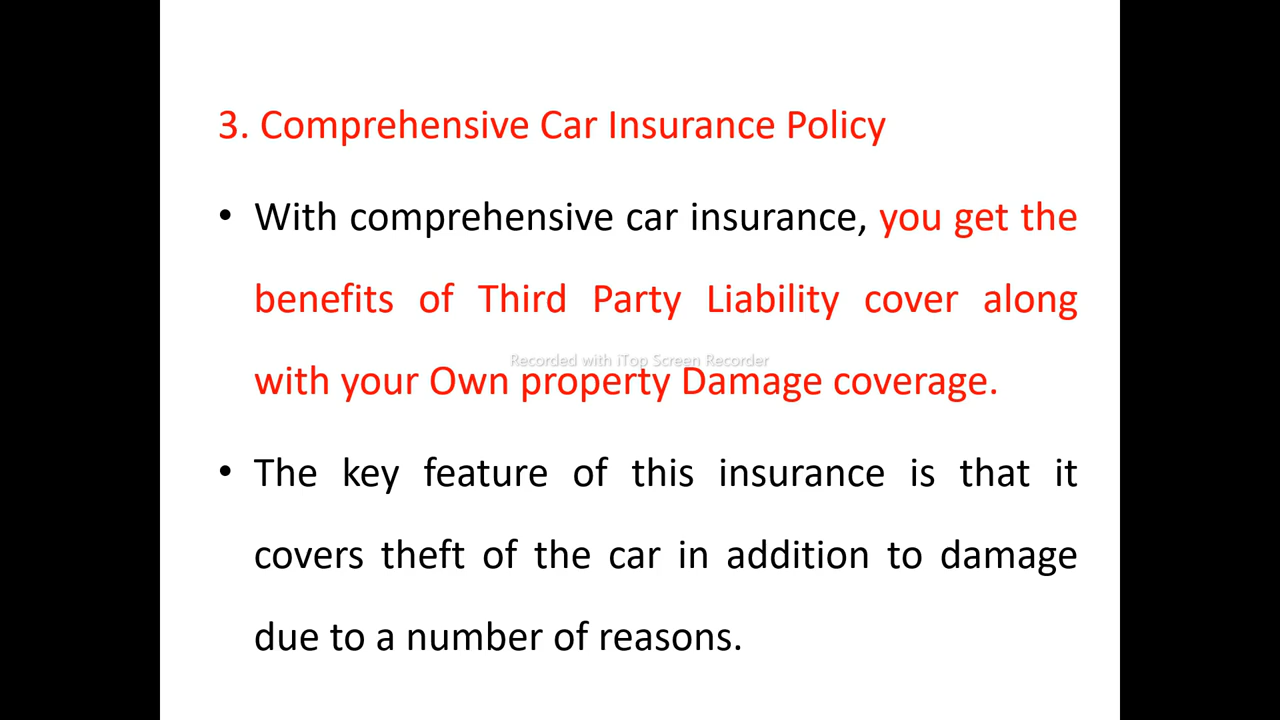 3. Comprehensive Car Insurance Policy
• With comprehensive car insurance, you get the
benefits of Third Party Liability cover along
Recorded with iTop Screen Recorder
with your Own property Damage coverage.
• The key feature of this insurance is that it
covers theft of the car in addition to damage
due to a number of reasons.